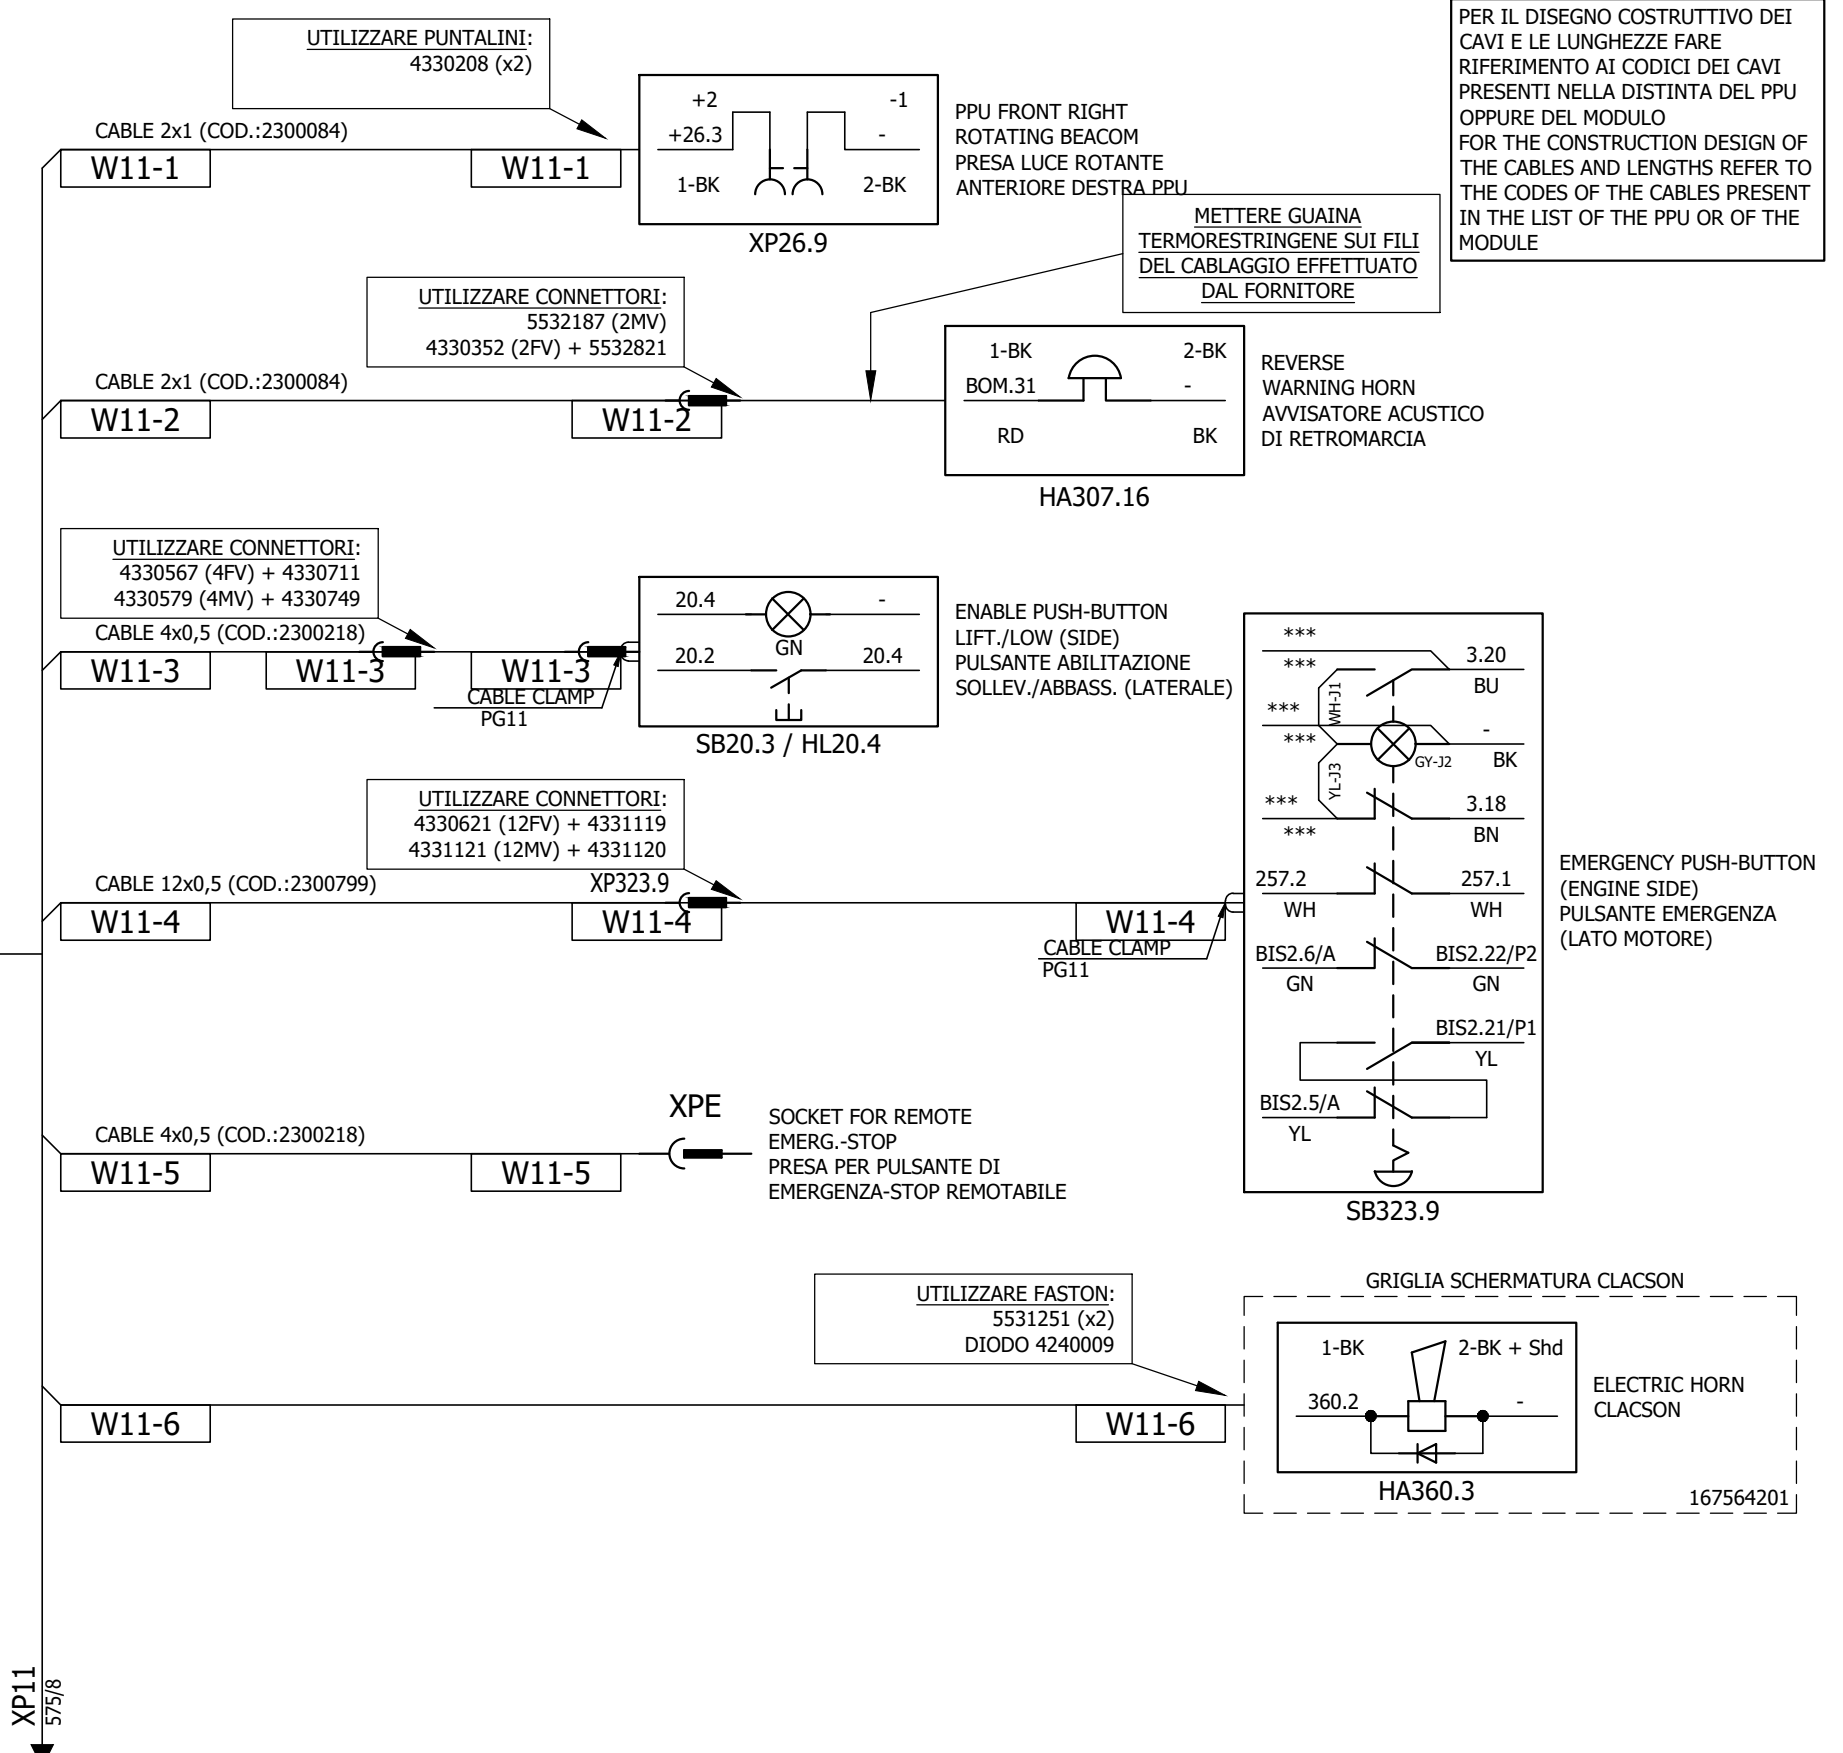 PER IL DISEGNO COSTRUTTIVO DEI
CAVI E LE LUNGHEZZE FARE
RIFERIMENTO AI CODICI DEI CAVI
PRESENTI NELLA DISTINTA DEL PPU
OPPURE DEL MODULO
FOR THE CONSTRUCTION DESIGN OF
THE CABLES AND LENGTHS REFER TO
THE CODES OF THE CABLES PRESENT
IN THE LIST OF THE PPU OR OF THE
MODULE
UTILIZZARE PUNTALINI:
4330208 (x2)
CABLE 2x1 (COD.:2300084)
W11-1
W11-1
+2
-1
+26.3
-
1-BK
2-BK
XP26.9
PPU FRONT RIGHT
ROTATING BEACOM
PRESA LUCE ROTANTE
ANTERIORE DESTRA PPU
METTERE GUAINA
TERMORESTRINGENE SUI FILI
DEL CABLAGGIO EFFETTUATO
DAL FORNITORE
UTILIZZARE CONNETTORI:
5532187 (2MV)
4330352 (2FV) + 5532821
CABLE 2x1 (COD.:2300084)
W11-2
W11-2
1-BK
2-BK
BOM.31
-
RD
BK
HA307.16
REVERSE
WARNING HORN
AVVISATORE ACUSTICO
DI RETROMARCIA
UTILIZZARE CONNETTORI:
4330567 (4FV) + 4330711
4330579 (4MV) + 4330749
CABLE 4x0,5 (COD.:2300218)
W11-3
W11-3
W11-3
CABLE CLAMP
PG11
20.4
-
GN
20.2
20.4
SB20.3 / HL20.4
ENABLE PUSH-BUTTON
LIFT./LOW (SIDE)
PULSANTE ABILITAZIONE
SOLLEV./ABBASS. (LATERALE)
UTILIZZARE CONNETTORI:
4330621 (12FV) + 4331119
4331121 (12MV) + 4331120
CABLE 12x0,5 (COD.:2300799)
XP323.9
W11-4
W11-4
W11-4
CABLE CLAMP
PG11
***
***
3.20
BU
WH-J1
***
***
-
BK
GY-J2
YL-J3
***
***
3.18
BN
257.2
257.1
WH
WH
BIS2.6/A
BIS2.22/P2
GN
GN
BIS2.21/P1
YL
BIS2.5/A
YL
SB323.9
EMERGENCY PUSH-BUTTON
(ENGINE SIDE)
PULSANTE EMERGENZA
(LATO MOTORE)
CABLE 4x0,5 (COD.:2300218)
W11-5
W11-5
XPE
SOCKET FOR REMOTE
EMERG.-STOP
PRESA PER PULSANTE DI
EMERGENZA-STOP REMOTABILE
UTILIZZARE FASTON:
5531251 (x2)
DIODO 4240009
W11-6
W11-6
GRIGLIA SCHERMATURA CLACSON
1-BK
2-BK + Shd
360.2
-
HA360.3
ELECTRIC HORN
CLACSON
167564201
XP11
575/8